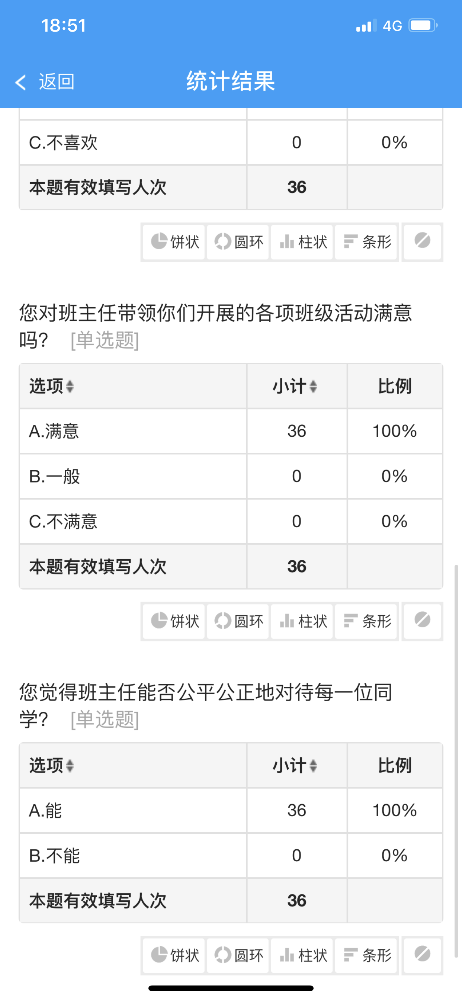 18:51
4G
返回
统计结果
C.不喜欢 0 0%
本题有效填写人次 36
饼状 圆环 柱状 条形
您对班主任带领你们开展的各项班级活动满意
吗? [单选题]
选项 小计 比例
A.满意 36 100%
B.一般 0 0%
C.不满意 0 0%
本题有效填写人次 36
饼状 圆环 柱状 条形
您觉得班主任能否公平公正地对待每一位同
学? [单选题]
选项 小计 比例
A.能 36 100%
B.不能 0 0%
本题有效填写人次 36
饼状 圆环 柱状 条形